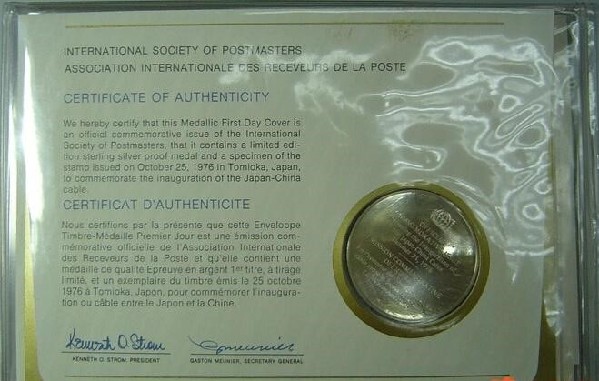 INTERNATIONAL SOCIETY OF POSTMASTERS
ASSOCIATION INTERNATIONALE DES RECEVEURS DE LA POSTE
CERTIFICATE OF AUTHENTICITY
We hereby certify that this Medallic First Day Cover is
an official commemorative issue of the International
Society of Postmasters, that it contains a limited edi-
tion sterling silver proof medal and a specimen of the
stamp issued on October 25, 1976 in Tomioka, Japan,
to commemorate the inauguration of the Japan-China
cable.
CERTIFICAT D'AUTHENTICITE
Nous certifions par la présente que cette Enveloppe
Timbre-Médaille Premier Jour est une émission com-
mémorative officielle de l'Association Internationale
des Receveurs de la Poste et qu'elle contient une
médaille de qualité Epreuve en argent 1er titre, à tirage
limité, et un exemplaire du timbre émis le 25 octobre
1976 à Tomioka, Japon, pour commémorer l'inaugura-
tion du câble entre le Japon et la Chine.
Kenneth O. Strom
KENNETH O. STROM, PRESIDENT
GASTON MEUNIER, SECRETARY GENERAL